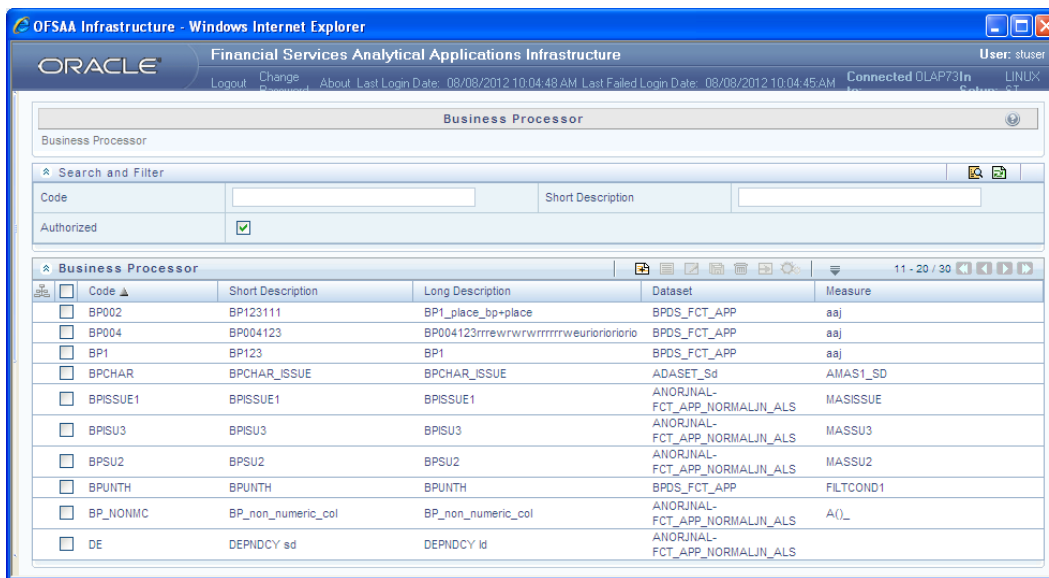 OFSAA Infrastructure - Windows Internet Explorer
ORACLE
Financial Services Analytical Applications Infrastructure
User: stuser
Logout Change About Last Login Date: 08/08/2012 10:04:48 AM Last Failed Login Date: 08/08/2012 10:04:45 AM Connected OLAP73 In LINUX
Business Processor
Business Processor
Search and Filter
Code Short Description
Authorized
Business Processor 11 - 20 / 30
Code Short Description Long Description Dataset Measure
BP002 BP123111 BP1_place_bp+place BPDS_FCT_APP aaj
BP004 BP004123 BPDS_FCT_APP aaj
BP1 BP123 BP1 BPDS_FCT_APP aaj
BPCHAR BPCHAR_ISSUE BPCHAR_ISSUE ADASET_Sd AMAS1_SD
BPISSUE1 BPISSUE1 BPISSUE1 ANORJNAL-
FCT_APP_NORMALJN_ALS MASISSUE
BPISU3 BPISU3 BPISU3 ANORJNAL-
FCT_APP_NORMALJN_ALS MASSU3
BPSU2 BPSU2 BPSU2 ANORJNAL-
FCT_APP_NORMALJN_ALS MASSU2
BPUNTH BPUNTH BPUNTH BPDS_FCT_APP FILTCOND1
BP_NONMC BP_non_numeric_col BP_non_numeric_col ANORJNAL-
FCT_APP_NORMALJN_ALS A()_
DE DEPNDCY sd DEPNDCY ld ANORJNAL-
FCT_APP_NORMALJN_ALS